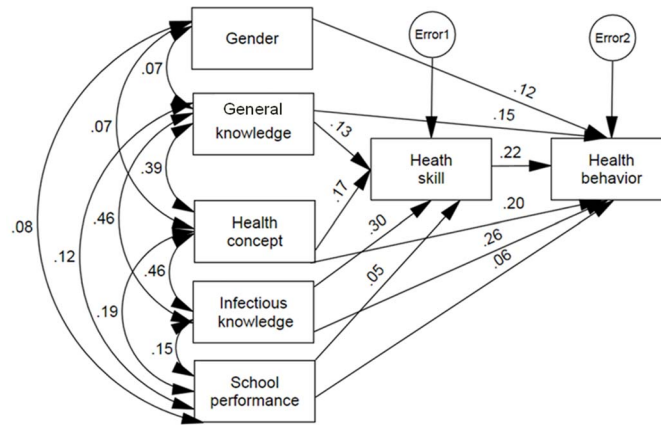 Gender
Error1
Error2
.07
.12
.07
General
knowledge
.15
.13
Heath
skill
.22
Health
behavior
.39
.17
.08
.46
Health
concept
.20
.30
.12
.46
.26
.06
.19
Infectious
knowledge
.05
.15
School
performance